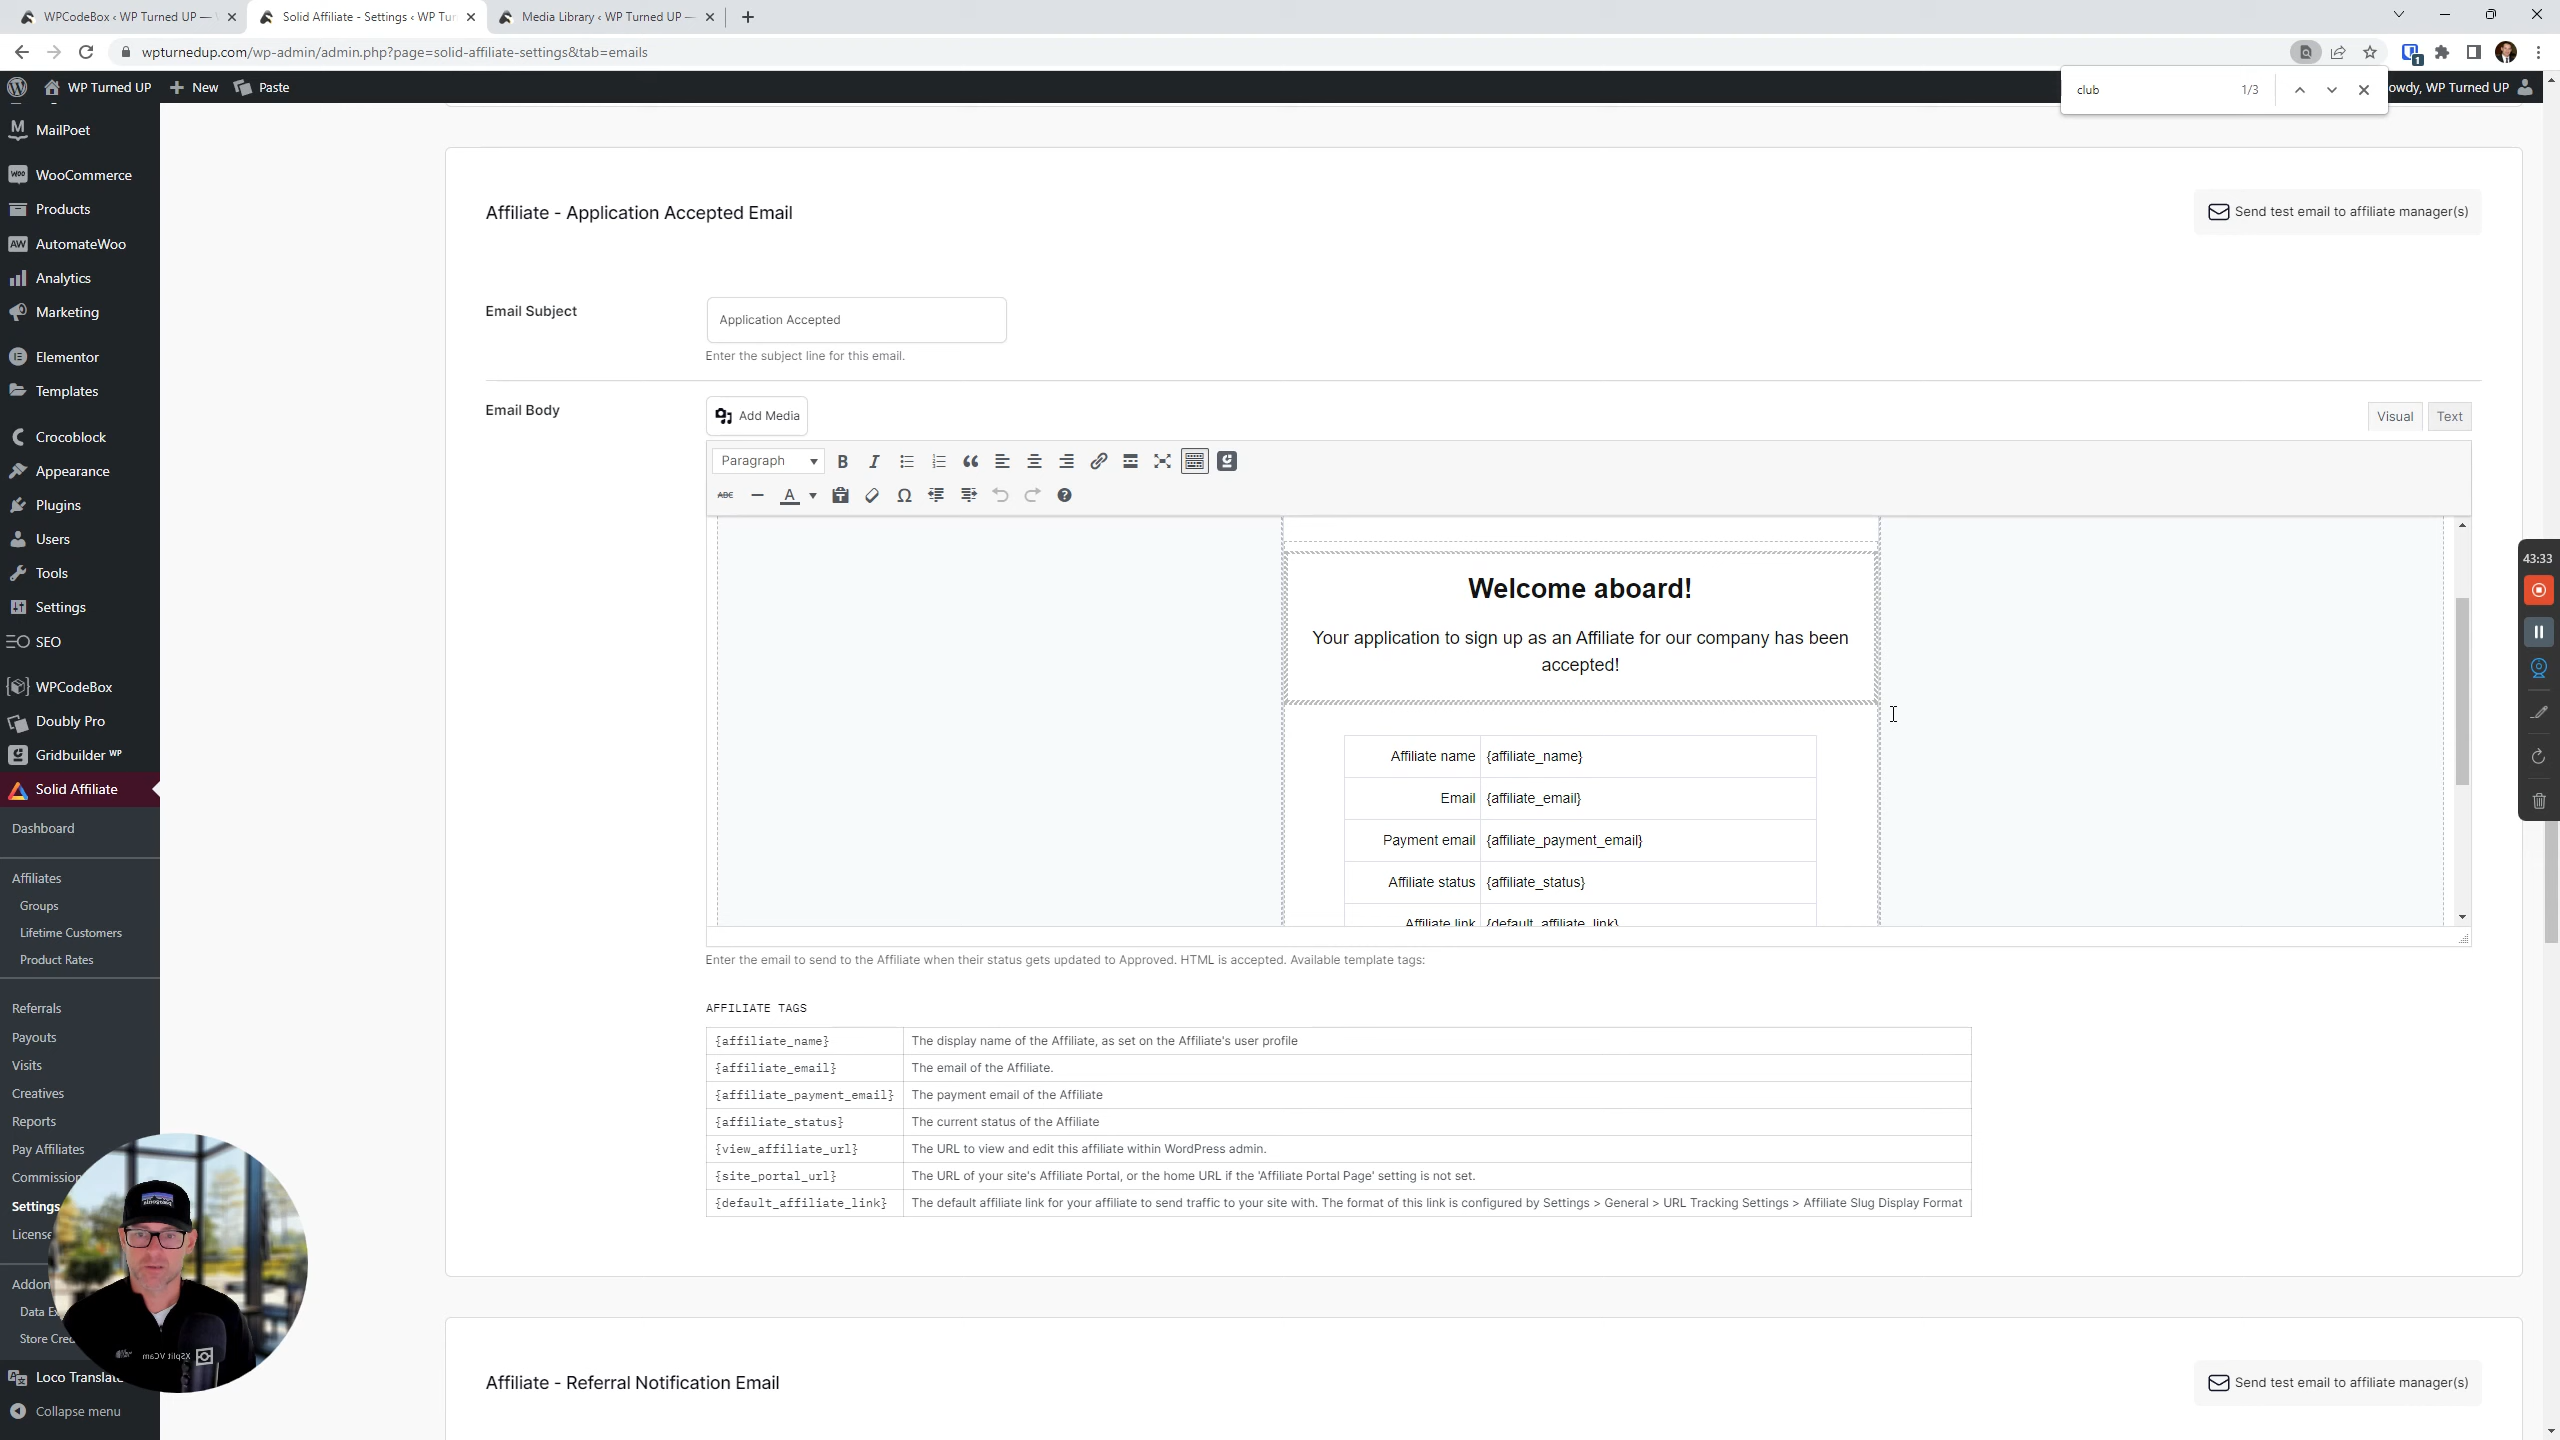 WPCodeBox ‹ WP Turned UP —
Solid Affiliate - Settings ‹ WP Tur
Media Library ‹ WP Turned UP —
wpturnedup.com/wp-admin/admin.php?page=solid-affiliate-settings&tab=emails
1
WP Turned UP
New
Paste
club
1/3
owdy, WP Turned UP
MailPoet
WooCommerce
Products
AutomateWoo
Analytics
Marketing
Elementor
Templates
Crocoblock
Appearance
Plugins
Users
Tools
Settings
SEO
WPCodeBox
Doubly Pro
Gridbuilder WP
Solid Affiliate
Dashboard
Affiliates
Groups
Lifetime Customers
Product Rates
Referrals
Payouts
Visits
Creatives
Reports
Pay Affiliates
Commission
Settings
License
Addon
Data Ex
Store Cred
Loco Translate
Collapse menu
Affiliate - Application Accepted Email
Send test email to affiliate manager(s)
Email Subject
Application Accepted
Enter the subject line for this email.
Email Body
Add Media
Visual
Text
Paragraph
ABC
Welcome aboard!
Your application to sign up as an Affiliate for our company has been
accepted!
Affiliate name {affiliate_name}
Email {affiliate_email}
Payment email {affiliate_payment_email}
Affiliate status {affiliate_status}
Affiliate link {default_affiliate_link}
43:33
Enter the email to send to the Affiliate when their status gets updated to Approved. HTML is accepted. Available template tags:
AFFILIATE TAGS
{affiliate_name} The display name of the Affiliate, as set on the Affiliate's user profile
{affiliate_email} The email of the Affiliate.
{affiliate_payment_email} The payment email of the Affiliate
{affiliate_status} The current status of the Affiliate
{view_affiliate_url} The URL to view and edit this affiliate within WordPress admin.
{site_portal_url} The URL of your site's Affiliate Portal, or the home URL if the 'Affiliate Portal Page' setting is not set.
{default_affiliate_link} The default affiliate link for your affiliate to send traffic to your site with. The format of this link is configured by Settings > General > URL Tracking Settings > Affiliate Slug Display Format
XSplit VCam
Affiliate - Referral Notification Email
Send test email to affiliate manager(s)